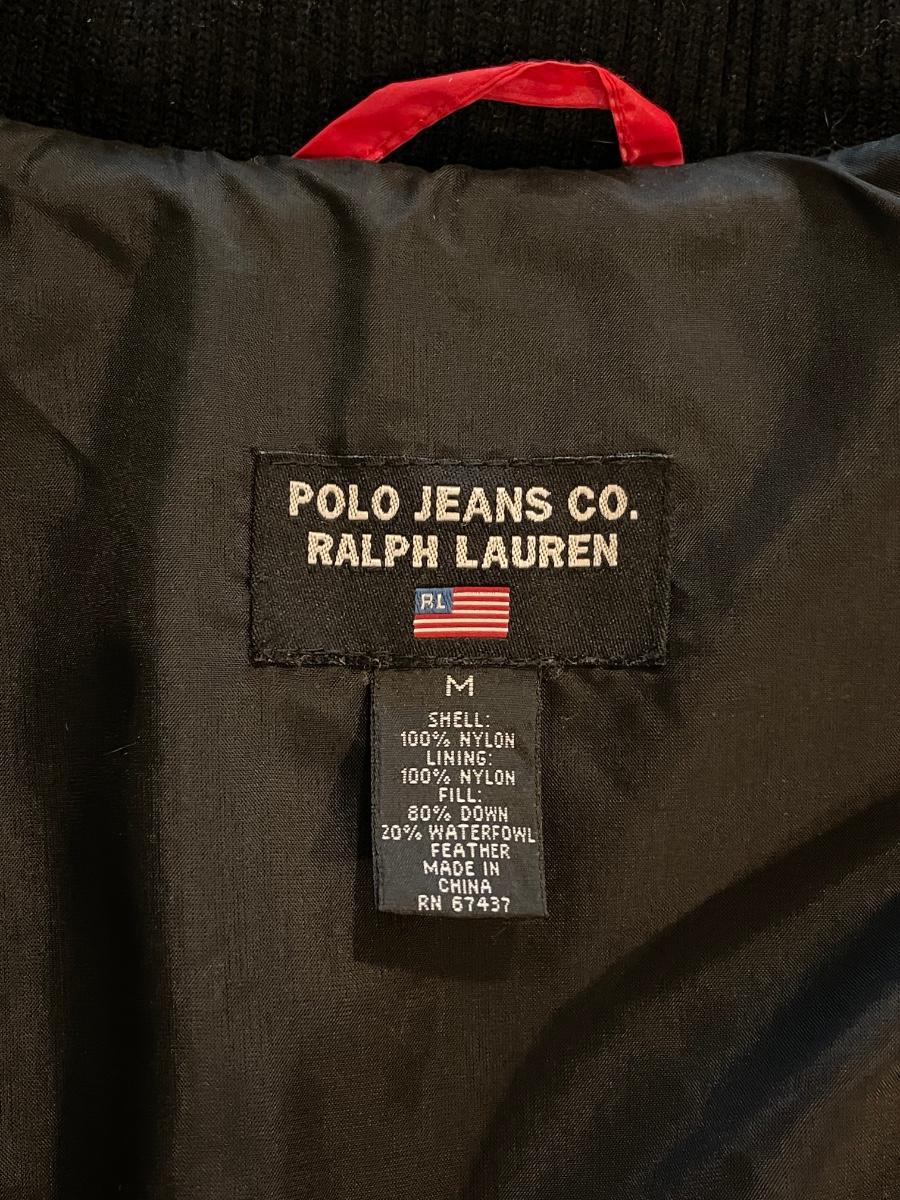 POLO JEANS CO.
RALPH LAUREN
RL
M
SHELL:
100% NYLON
LINING:
100% NYLON
FILL:
80% DOWN
20% WATERFOWL
FEATHER
MADE IN
CHINA
RN 67437